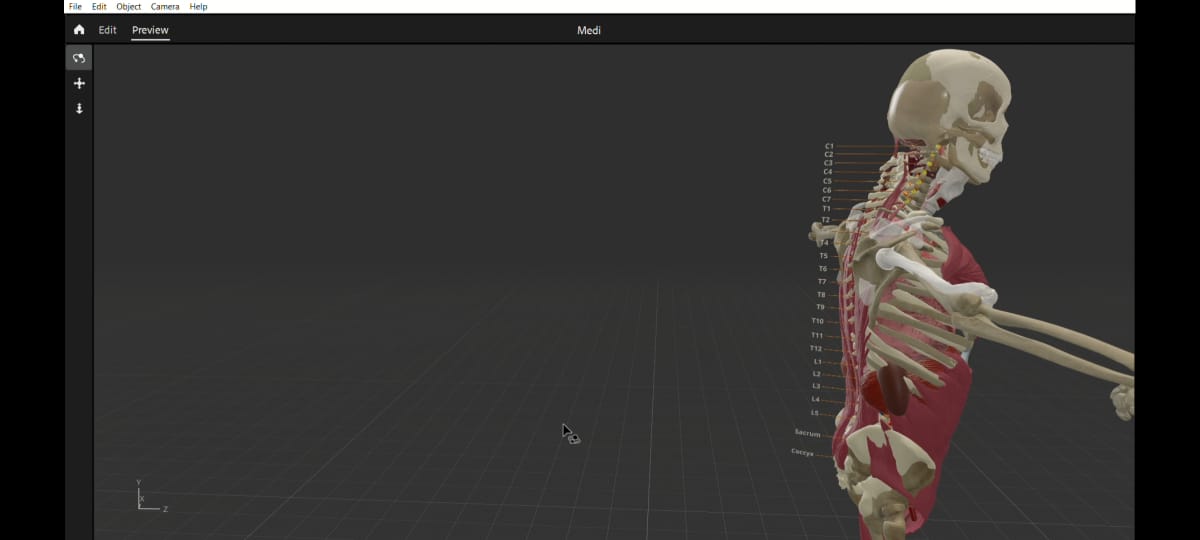 File Edit Object Camera Help
Edit Preview Medi
C1
C2
C3
C4
C5
C6
C7
T1
T2
T4
T5
T6
T7
T8
T9
T10
T11
T12
L1
L2
L3
L4
L5
Sacrum
Coccyx
Y
X
Z